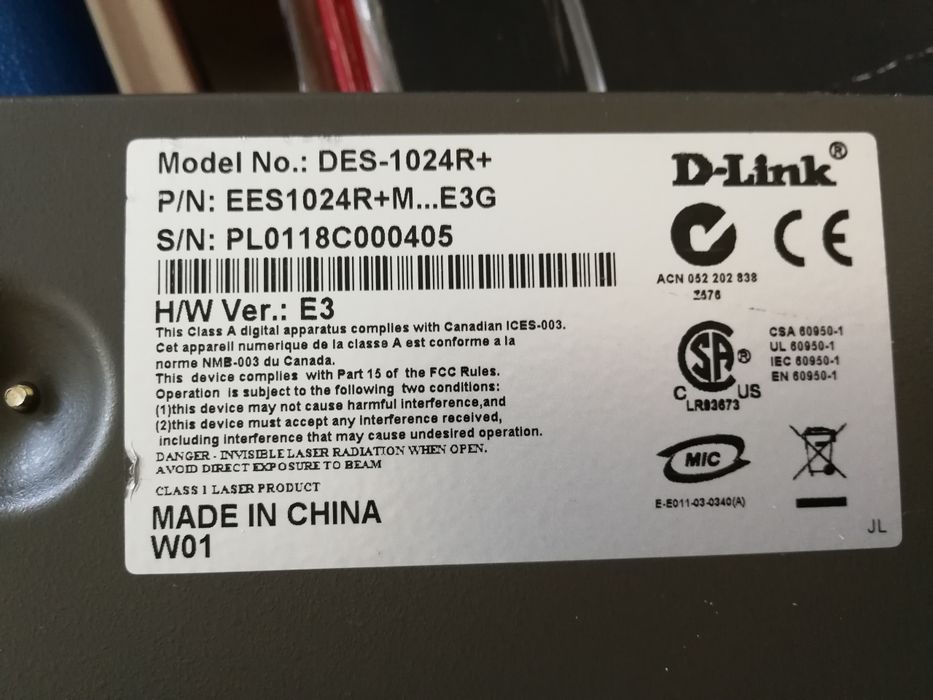 Model No.: DES-1024R+
P/N: EES1024R+M...E3G
S/N: PL0118C000405
H/W Ver.: E3
This Class A digital apparatus complies with Canadian ICES-003.
Cet appareil numerique de la classe A est conforme a la
norme NMB-003 du Canada.
This device complies with Part 15 of the FCC Rules.
Operation is subject to the following two conditions:
(1)this device may not cause harmful interference,and
(2)this device must accept any interference received,
including interference that may cause undesired operation.
DANGER - INVISIBLE LASER RADIATION WHEN OPEN.
AVOID DIRECT EXPOSURE TO BEAM
CLASS 1 LASER PRODUCT
MADE IN CHINA
W01
D-Link®
CE
ACN 052 202 838
SA®
C US
LR93673
CSA 60950-1
UL 60950-1
IEC 60950-1
EN 60950-1
MIC
E-E011-03-0340(A)
JL